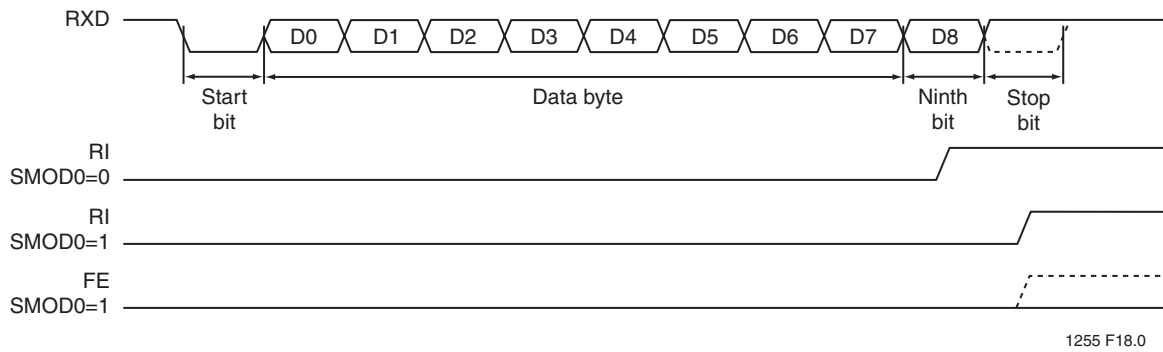 RXD
D0 D1 D2 D3 D4 D5 D6 D7 D8
Start
bit
Data byte
Ninth
bit
Stop
bit
RI
SMOD0=0
RI
SMOD0=1
FE
SMOD0=1
1255 F18.0